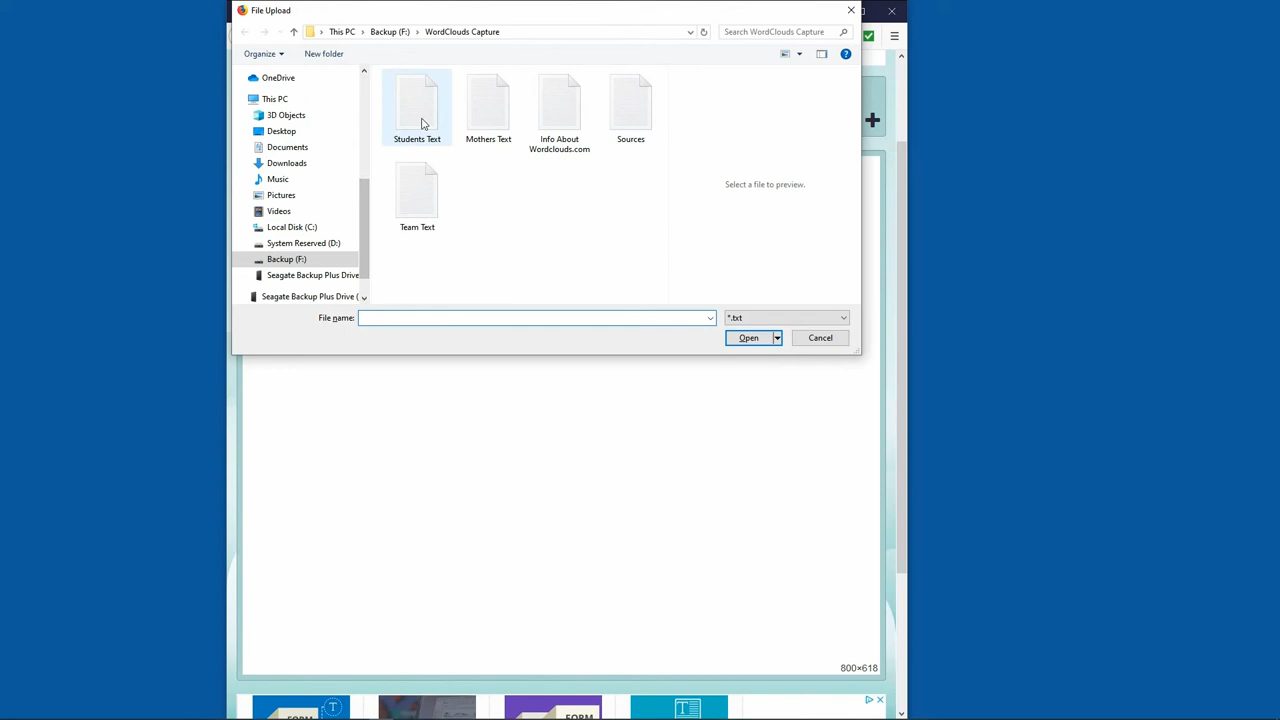 File Upload
This PC
Backup (F:)
WordClouds Capture
Search WordClouds Capture
Organize
New folder
OneDrive
This PC
3D Objects
Desktop
Documents
Downloads
Music
Pictures
Videos
Local Disk (C:)
System Reserved (D:)
Backup (F:)
Seagate Backup Plus Drive
Seagate Backup Plus Drive (
Students Text
Mothers Text
Info About
Wordclouds.com
Sources
Team Text
Select a file to preview.
File name:
*.txt
Open
Cancel
800×618
FORM
FORM
T
T